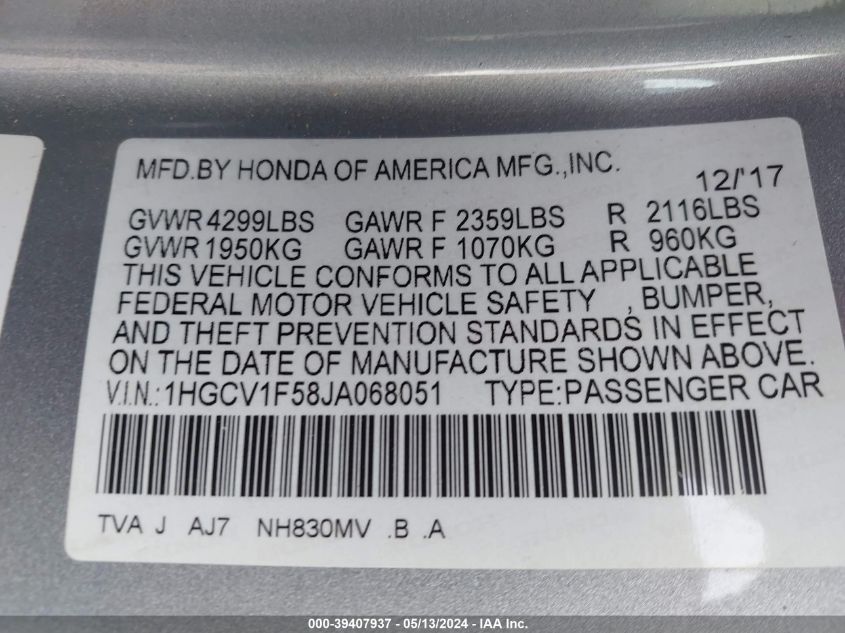 MFD.BY HONDA OF AMERICA MFG.,INC. 12/'17
GVWR 4299LBS GAWR F 2359LBS R 2116LBS
GVWR 1950KG GAWR F 1070KG R 960KG
THIS VEHICLE CONFORMS TO ALL APPLICABLE
FEDERAL MOTOR VEHICLE SAFETY , BUMPER,
AND THEFT PREVENTION STANDARDS IN EFFECT
ON THE DATE OF MANUFACTURE SHOWN ABOVE.
V.I.N.:1HGCV1F58JA068051 TYPE:PASSENGER CAR
TVA J AJ7 NH830MV .B .A
000-39407937 - 05/13/2024 - IAA Inc.